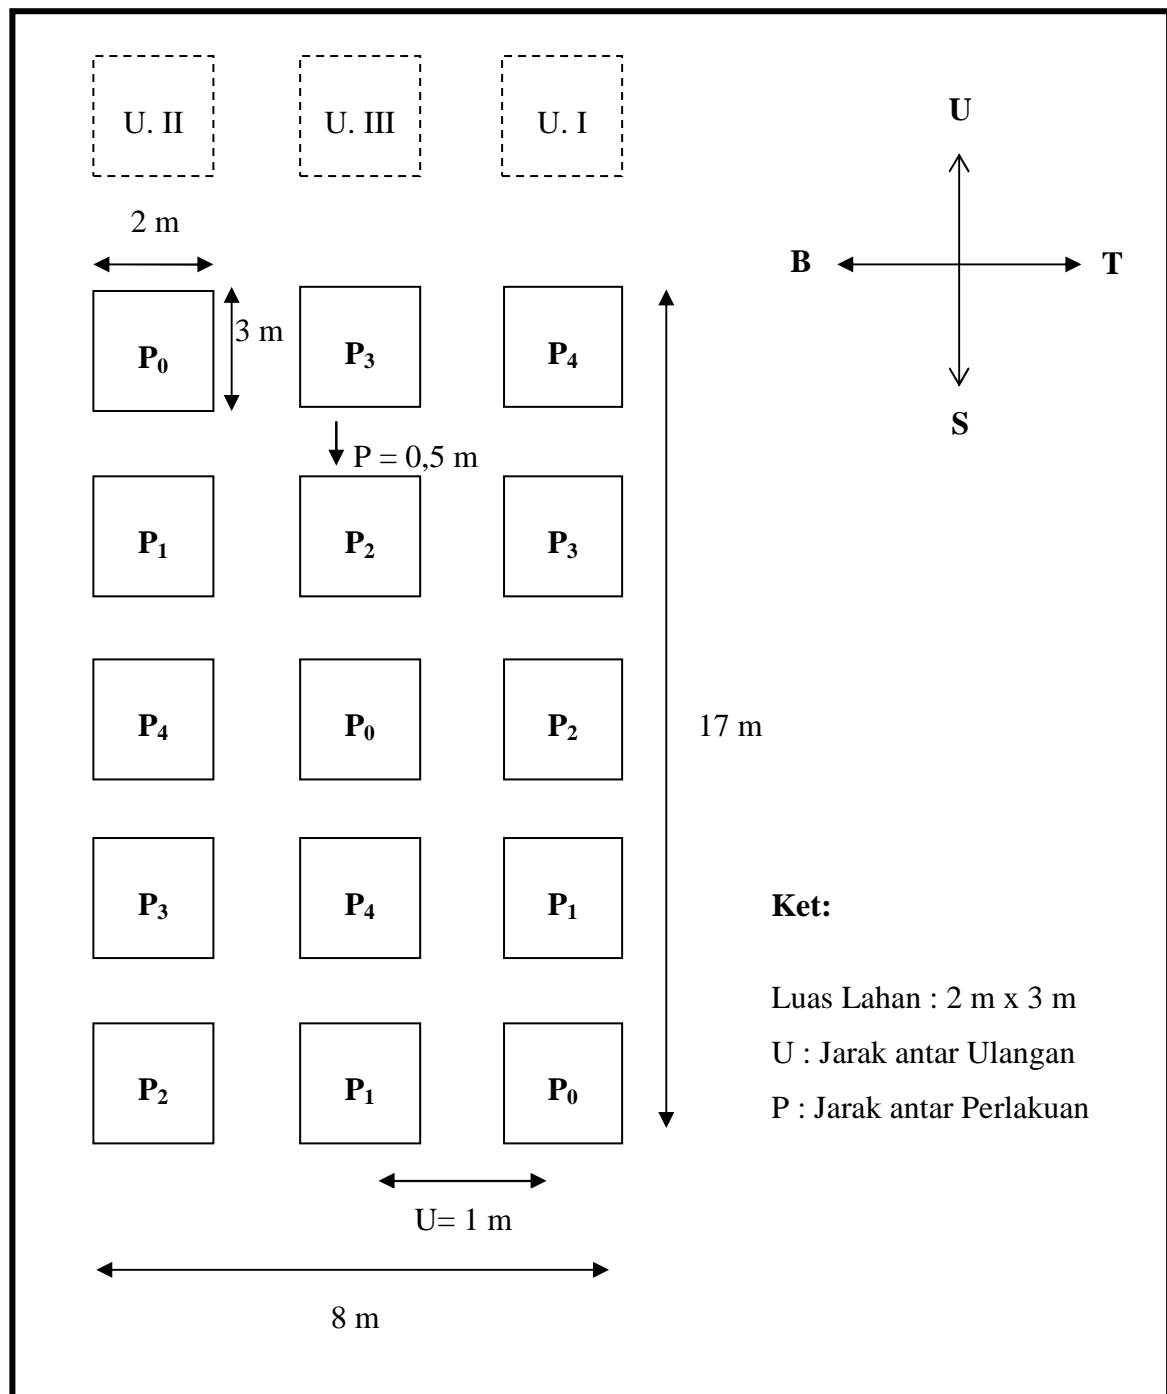 U. II U. III U. I
U
2 m
B T
3 m
P₀ P₃ P₄
S
P = 0,5 m
P₁ P₂ P₃
P₄ P₀ P₂
17 m
P₃ P₄ P₁
Ket:
Luas Lahan : 2 m x 3 m
U : Jarak antar Ulangan
P₂ P₁ P₀
P : Jarak antar Perlakuan
U= 1 m
8 m